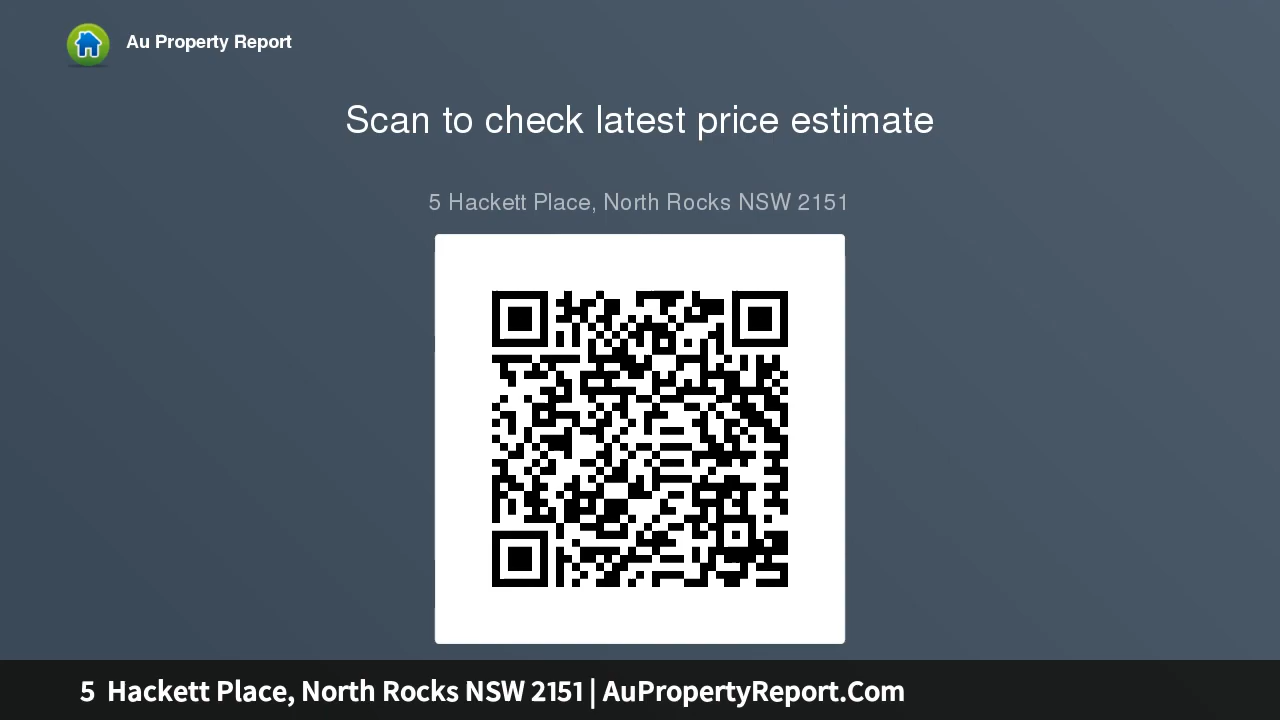 Au Property Report
Scan to check latest price estimate
5 Hackett Place, North Rocks NSW 2151
5 Hackett Place, North Rocks NSW 2151 | AuPropertyReport.Com